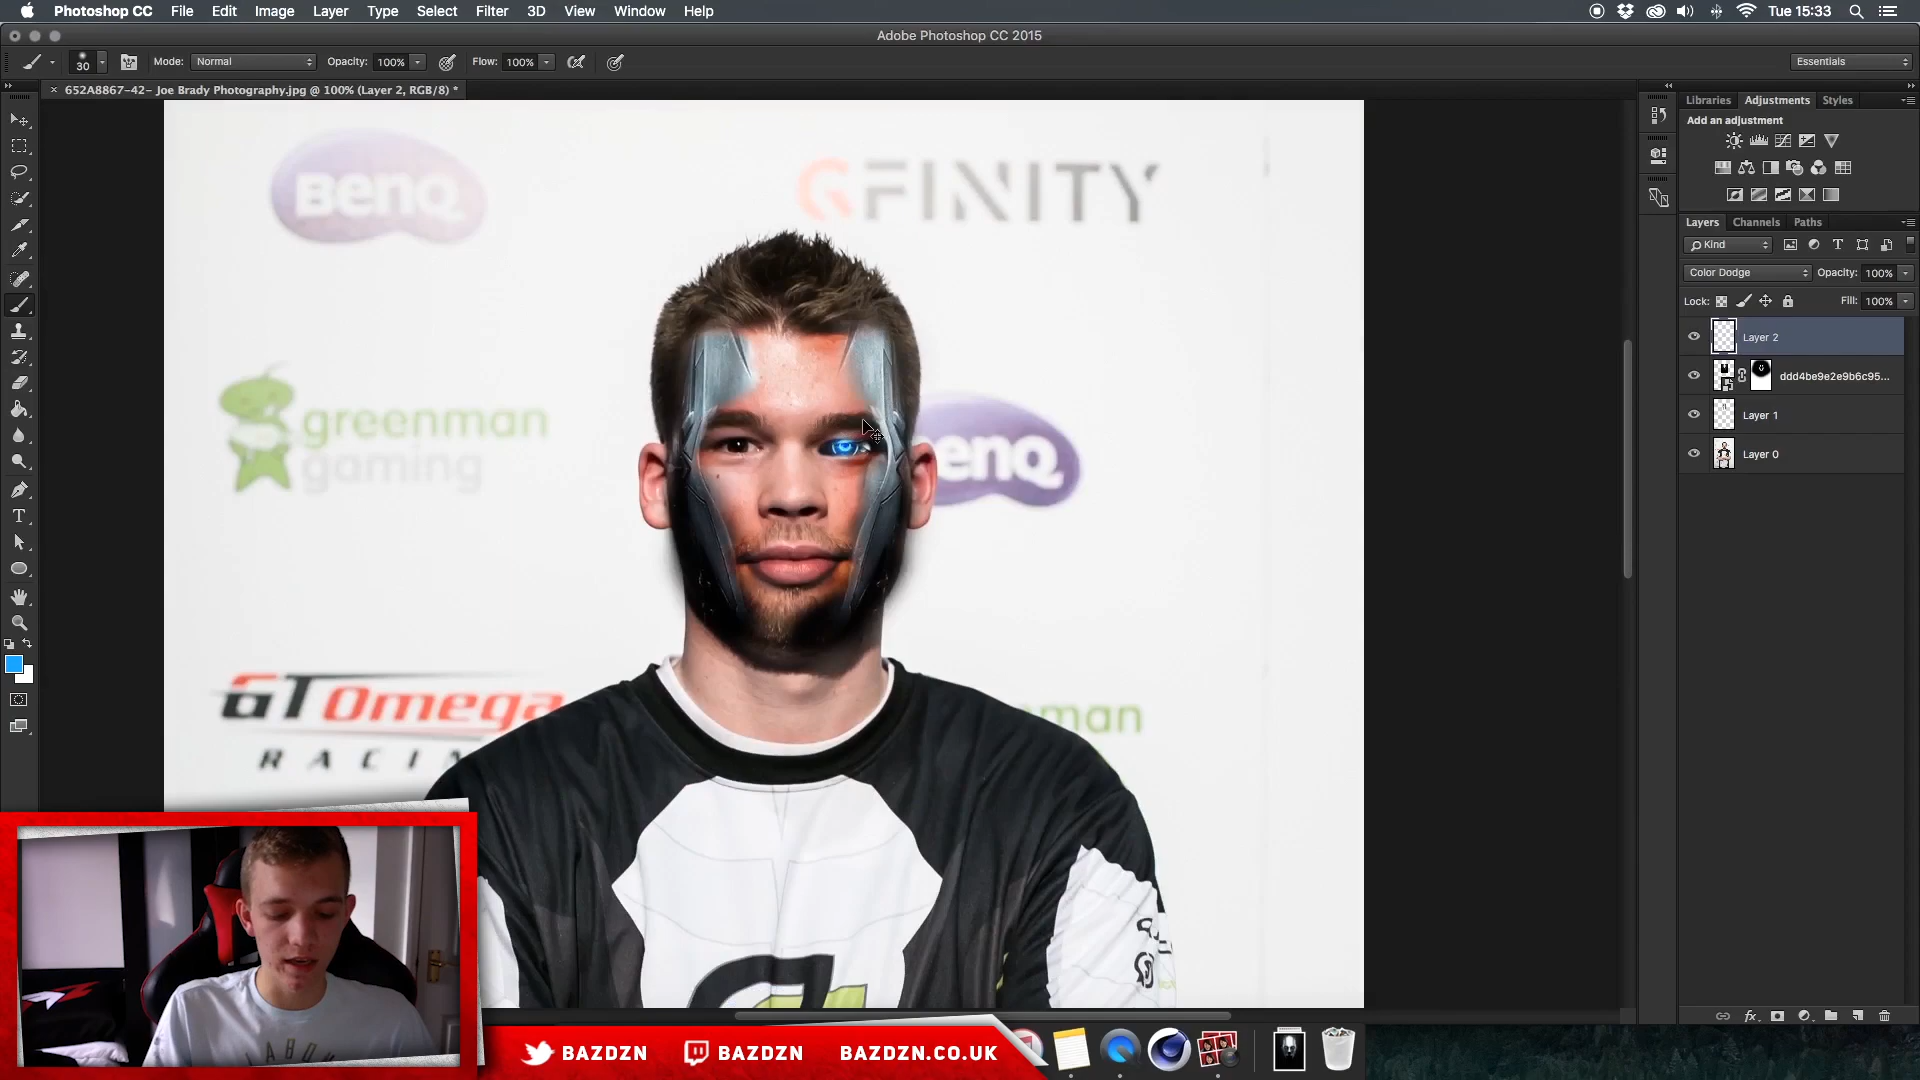 Photoshop CC File Edit Image Layer Type Select Filter 3D View Window Help Tue 15:33
Adobe Photoshop CC 2015
30 Mode: Normal Opacity: 100% Flow: 100% Essentials
652A8867-42- Joe Brady Photography.jpg @ 100% (Layer 2, RGB/8) *
Libraries Adjustments Styles
Add an adjustment
Layers Channels Paths
Kind
Color Dodge Opacity: 100%
Lock: Fill: 100%
Layer 2
ddd4be9e2e9b6c95...
Layer 1
Layer 0
BenQ
GFINITY
greenman
gaming
enQ
GT Omega
RACIN
man
BAZDZN BAZDZN BAZDZN.CO.UK